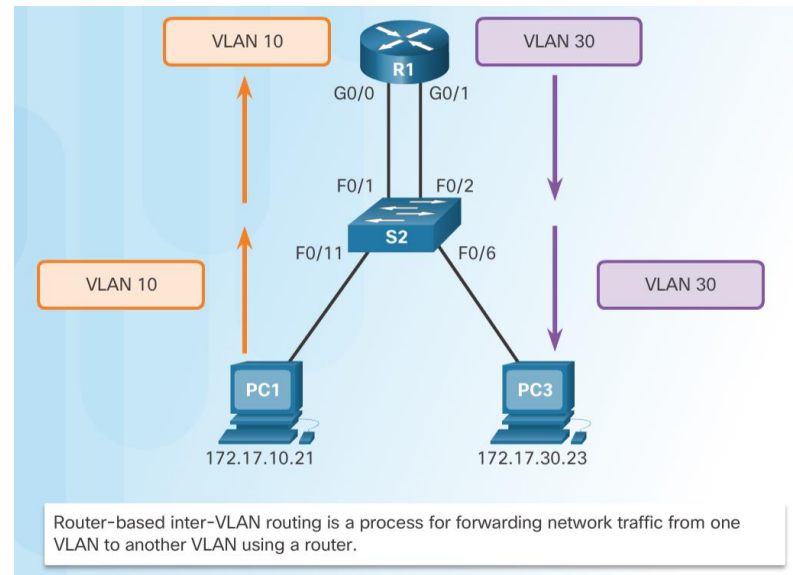 VLAN 10
VLAN 30
R1
G0/0
G0/1
F0/1
F0/2
S2
F0/11
F0/6
VLAN 10
VLAN 30
PC1
PC3
172.17.10.21
172.17.30.23
Router-based inter-VLAN routing is a process for forwarding network traffic from one
VLAN to another VLAN using a router.